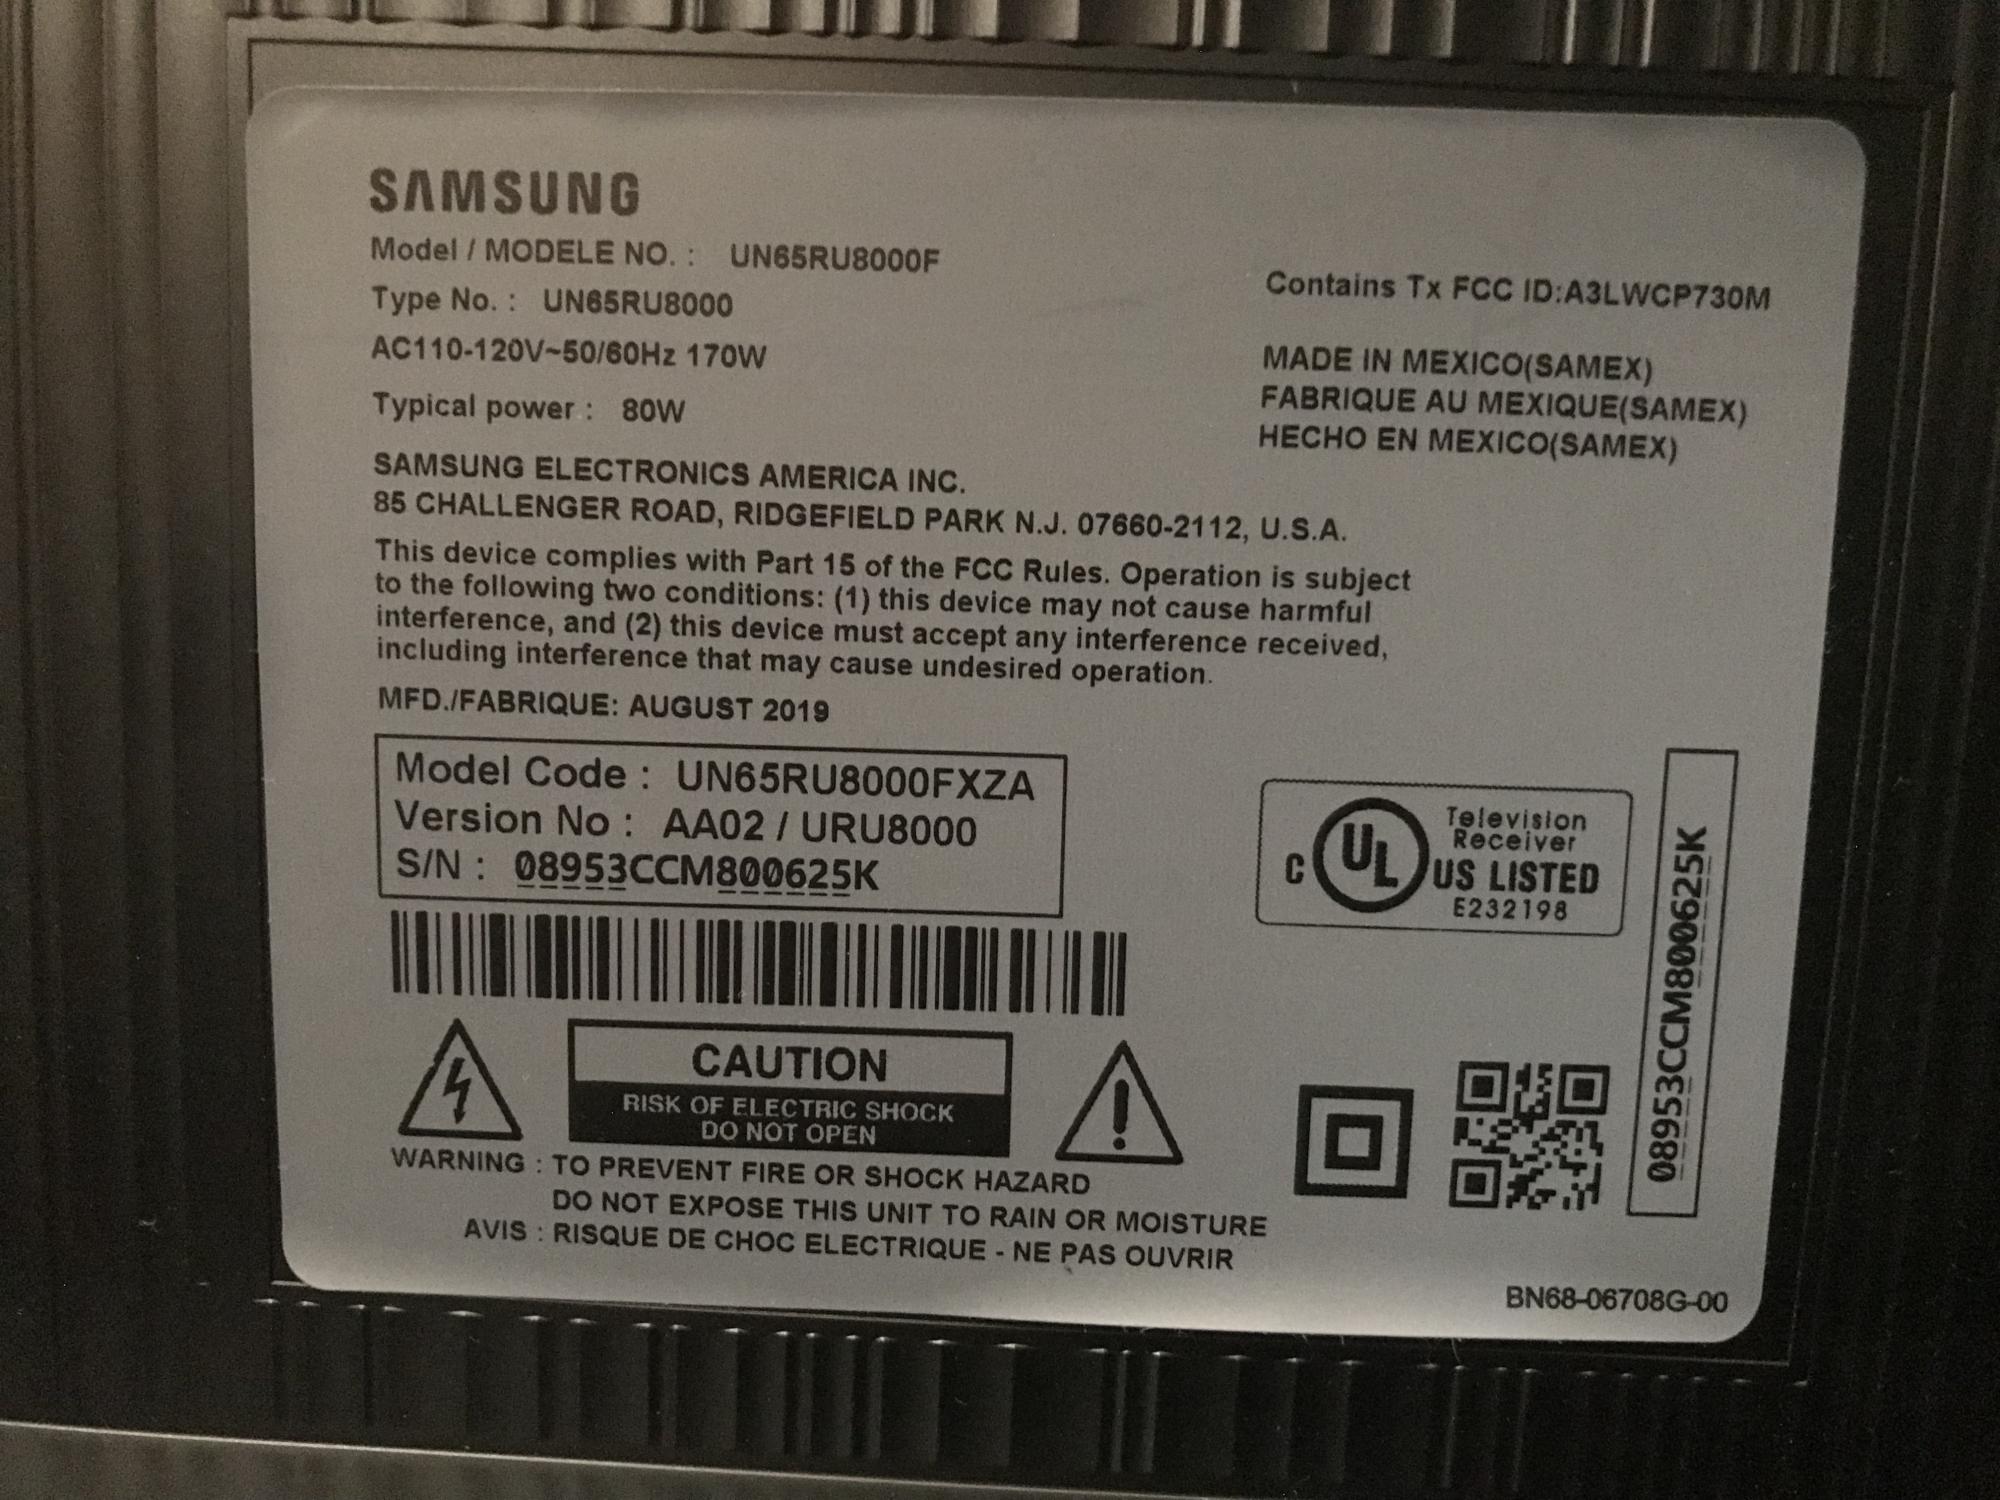 SAMSUNG
Model / MODELE NO. : UN65RU8000F
Type No. : UN65RU8000
AC110-120V~50/60Hz 170W
Typical power : 80W
Contains Tx FCC ID:A3LWCP730M
MADE IN MEXICO(SAMEX)
FABRIQUE AU MEXIQUE(SAMEX)
HECHO EN MEXICO(SAMEX)
SAMSUNG ELECTRONICS AMERICA INC.
85 CHALLENGER ROAD, RIDGEFIELD PARK N.J. 07660-2112, U.S.A.
This device complies with Part 15 of the FCC Rules. Operation is subject
to the following two conditions: (1) this device may not cause harmful
interference, and (2) this device must accept any interference received,
including interference that may cause undesired operation.
MFD./FABRIQUE: AUGUST 2019
Model Code : UN65RU8000FXZA
Version No : AA02 / URU8000
S/N : 08953CCM800625K
C UL US LISTED
Television
Receiver
E232198
08953CCM800625K
CAUTION
RISK OF ELECTRIC SHOCK
DO NOT OPEN
WARNING : TO PREVENT FIRE OR SHOCK HAZARD
DO NOT EXPOSE THIS UNIT TO RAIN OR MOISTURE
AVIS : RISQUE DE CHOC ELECTRIQUE - NE PAS OUVRIR
BN68-06708G-00